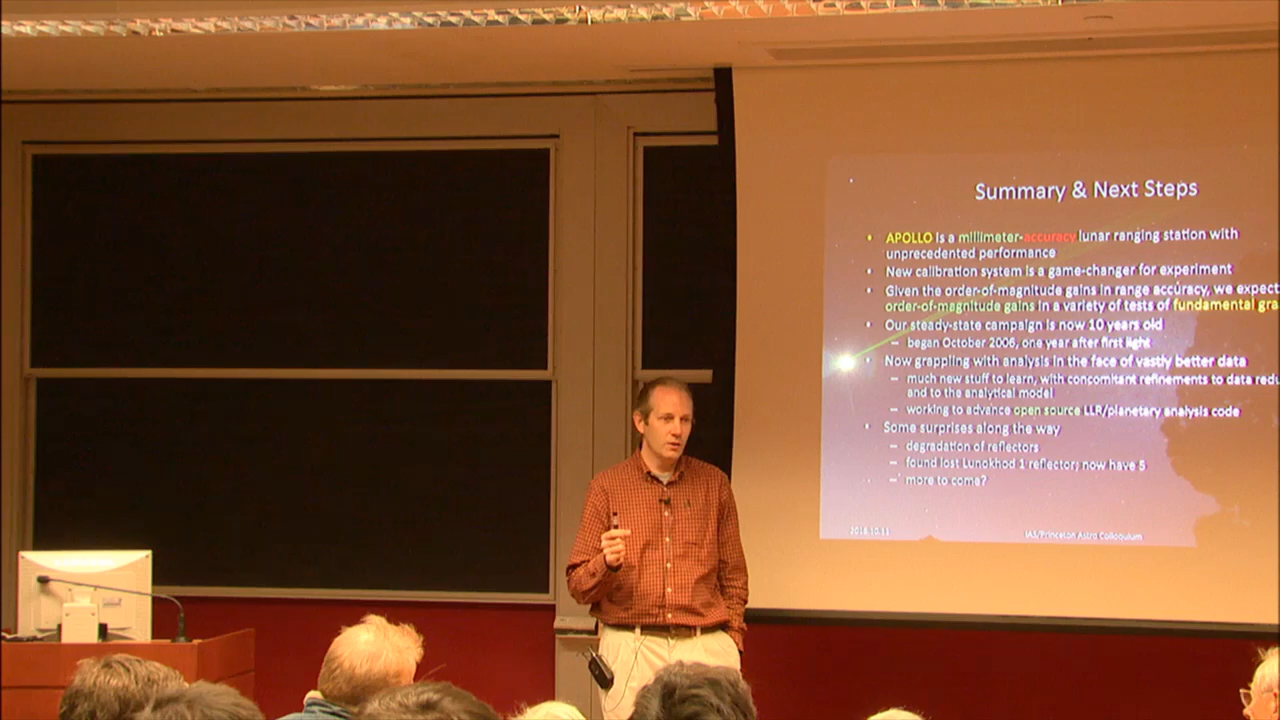 Summary & Next Steps
• APOLLO is a millimeter-accuracy lunar ranging station with
unprecedented performance
• New calibration system is a game-changer for experiment
• Given the order-of-magnitude gains in range accuracy, we expect
order-of-magnitude gains in a variety of tests of fundamental gra
• Our steady-state campaign is now 10 years old
– began October 2006, one year after first light
• Now grappling with analysis in the face of vastly better data
– much new stuff to learn, with concomitant refinements to data redu
and to the analytical model
– working to advance open source LLR/planetary analysis code
• Some surprises along the way
– degradation of reflectors
– found lost Lunokhod 1 reflector; now have 5
– more to come?
IAS/Princeton Astro Colloquium